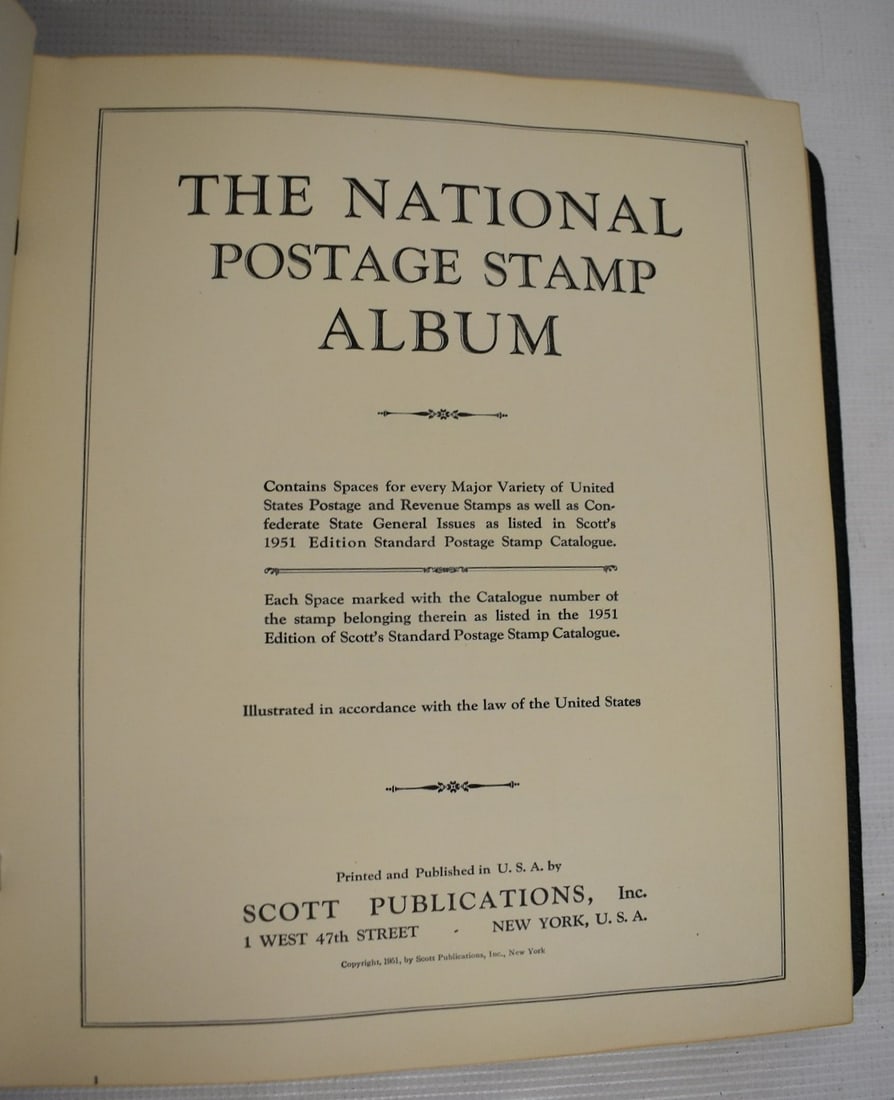 THE NATIONAL
POSTAGE STAMP
ALBUM
Contains Spaces for every Major Variety of United
States Postage and Revenue Stamps as well as Con-
federate State General Issues as listed in Scott's
1951 Edition Standard Postage Stamp Catalogue.
Each Space marked with the Catalogue number of
the stamp belonging therein as listed in the 1951
Edition of Scott's Standard Postage Stamp Catalogue.
Illustrated in accordance with the law of the United States
Printed and Published in U. S. A. by
SCOTT PUBLICATIONS, Inc.
1 WEST 47th STREET - NEW YORK, U. S. A.
Copyright, 1951, by Scott Publications, Inc., New York